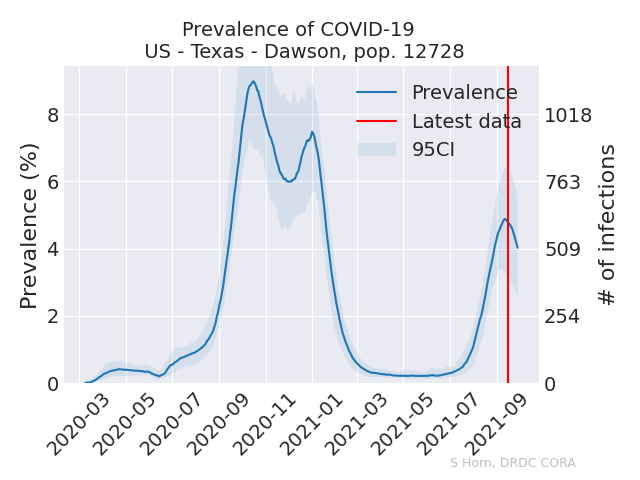 Prevalence of COVID-19
US - Texas - Dawson, pop. 12728
Prevalence (%)
8
6
4
2
0
Prevalence
Latest data
95CI
1018
763
509
254
0
# of infections
2020-03
2020-05
2020-07
2020-09
2020-11
2021-01
2021-03
2021-05
2021-07
2021-09
S Horn, DRDC CORA